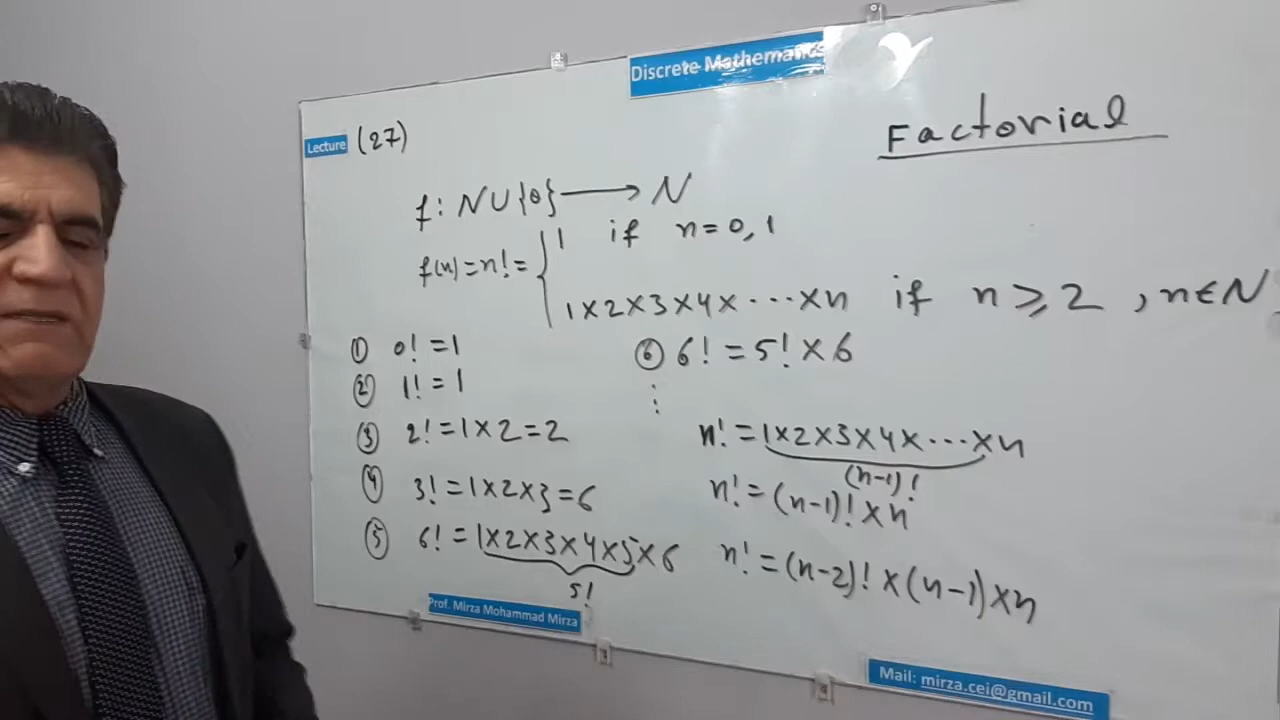 Discrete Mathematics
Lecture (27)
Factorial
f: N∪{0} ⟶ N
f(n)=n!= { 1 if n=0,1
1×2×3×4×···×n if n⩾2 , n∈N
① 0! =1
② 1! =1
③ 2! =1×2=2
④ 3! =1×2×3=6
⑤ 6! =1×2×3×4×5×6
5!
⑥ 6! =5! ×6
⋮
n! =1×2×3×4×···×n
(n-1)!
n! =(n-1)! ×n
n! =(n-2)! ×(n-1)×n
Prof. Mirza Mohammad Mirza
Mail: mirza.cei@gmail.com